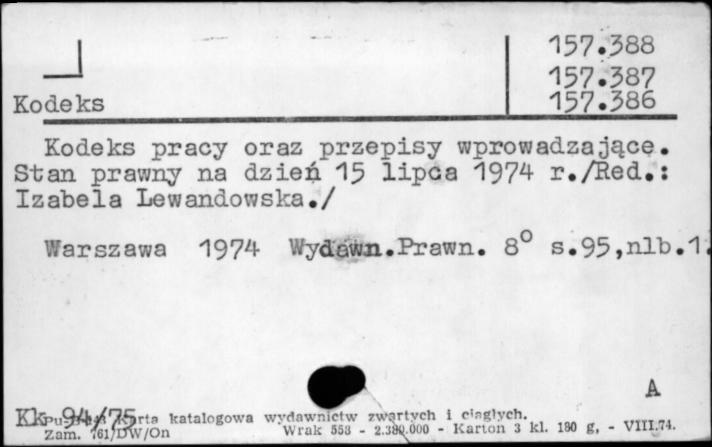 157.388
157.387
Kodeks 157.386
Kodeks pracy oraz przepisy wprowadzające.
Stan prawny na dzień 15 lipca 1974 r./Red.:
Izabela Lewandowska./
Warszawa 1974 Wydawn.Prawn. 8° s.95,nlb.1.
A
Kk 94/75
Karta katalogowa wydawnictw zwartych i ciągłych.
Zam. 761/DW/On Wrak 558 - 2.380.000 - Karton 3 kl. 180 g, - VIII.74.